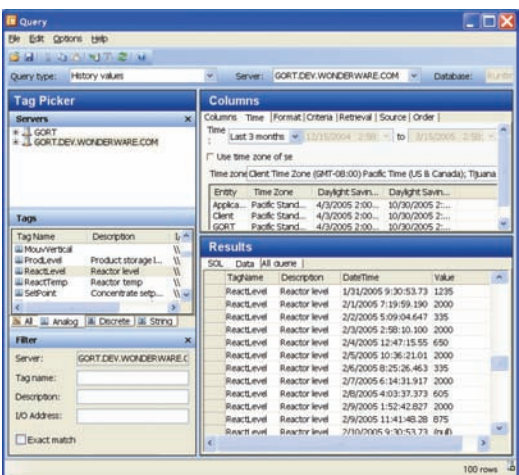 Query
File Edit Options Help
Query type: History values Server: GORT.DEV.WONDERWARE.COM Database:
Tag Picker
Servers
GORT
GORT.DEV.WONDERWARE.COM
Tags
TagName Description
MouvVertical
ProdLevel Product storage l...
ReactLevel Reactor level
ReactTemp Reactor temp
SetPoint Concentrate setp...
All Analog Discrete String
Filter
Server: GORT.DEV.WONDERWARE.C
Tag name:
Description:
I/O Address:
Exact match
Columns
Columns Time Format Criteria Retrieval Source Order
Time : Last 3 months to
Use time zone of se
Time zone Client Time Zone (GMT-08:00) Pacific Time (US & Canada); Tijuana
Entity Time Zone Daylight Savin... Daylight Savin...
Applica... Pacific Stand... 4/3/2005 2:00... 10/30/2005 2:...
Client Pacific Stand... 4/3/2005 2:00... 10/30/2005 2:...
GORT Pacific Stand... 4/3/2005 2:00... 10/30/2005 2:...
Results
SQL Data All querie
TagName Description DateTime Value
ReactLevel Reactor level 1/31/2005 9:30:53.73 1235
ReactLevel Reactor level 2/1/2005 7:19:59.190 2000
ReactLevel Reactor level 2/2/2005 5:09:04.647 335
ReactLevel Reactor level 2/3/2005 2:58:10.100 2000
ReactLevel Reactor level 2/4/2005 12:47:15.55 650
ReactLevel Reactor level 2/5/2005 10:36:21.01 2000
ReactLevel Reactor level 2/6/2005 8:25:26.463 335
ReactLevel Reactor level 2/7/2005 6:14:31.917 2000
ReactLevel Reactor level 2/8/2005 4:03:37.373 605
ReactLevel Reactor level 2/9/2005 1:52:42.827 2000
ReactLevel Reactor level 2/9/2005 11:41:48.28 875
ReactLevel Reactor level 2/10/2005 9:30:53.73 (null)
100 rows